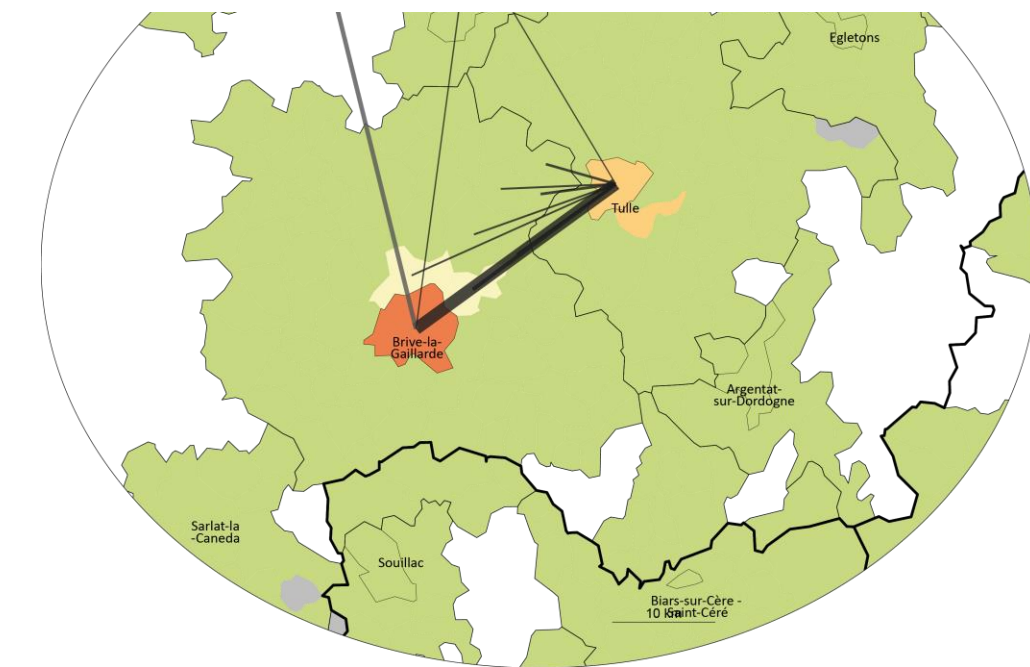 Egletons
Tulle
Brive-la-
Gaillarde
Argentat-
sur-Dordogne
Sarlat-la
-Caneda
Souillac
Biars-sur-Cère -
Saint-Céré
10 km